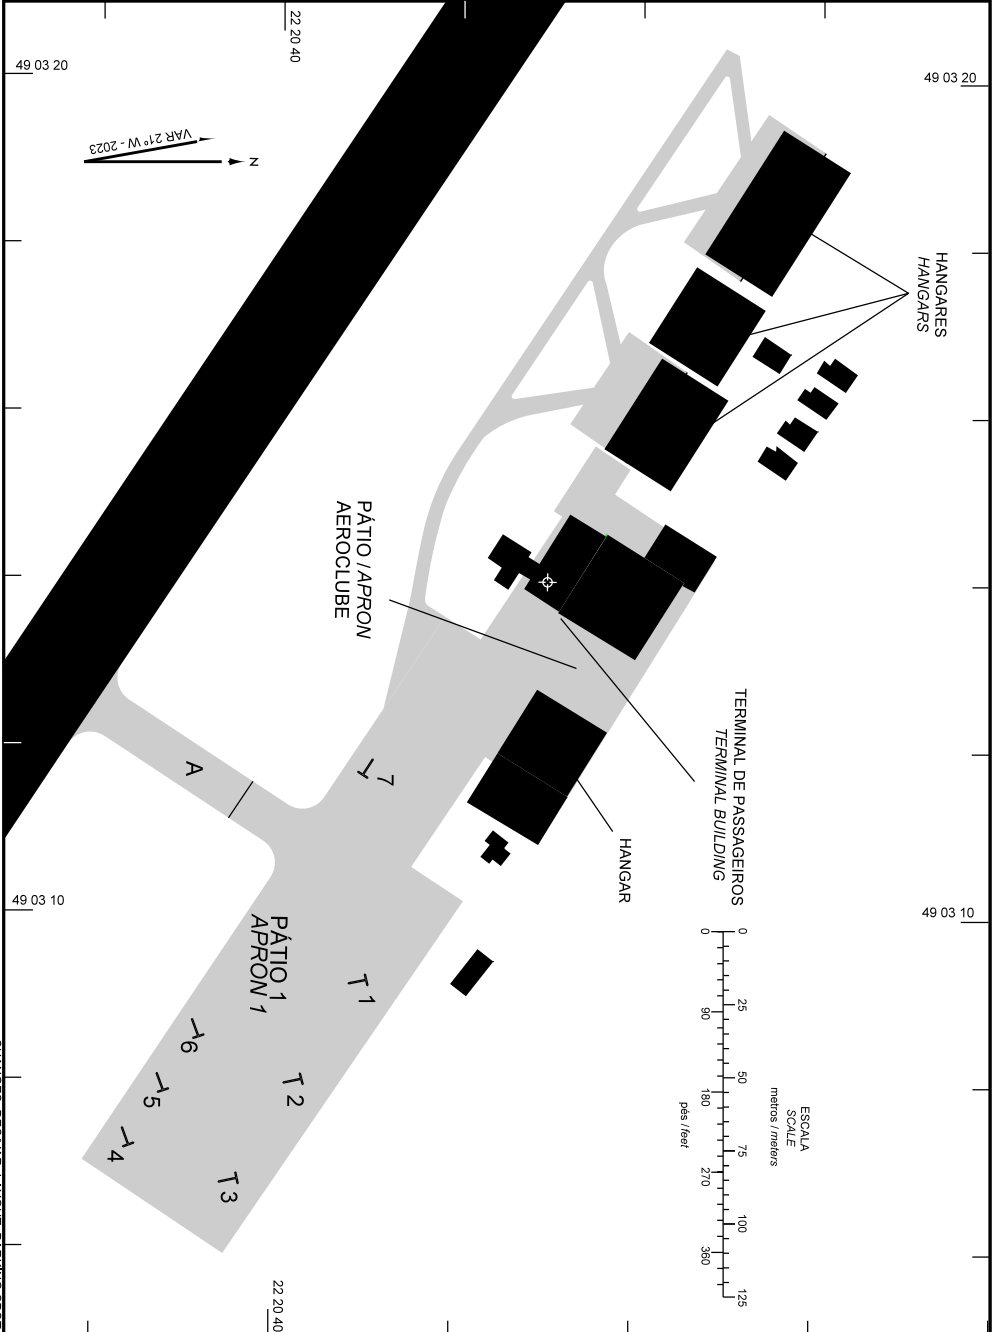 22 20 40
49 03 20
49 03 20
VAR 21° W - 2023
N
HANGARES
HANGARS
PÁTIO / APRON
AEROCLUBE
TERMINAL DE PASSAGEIROS
TERMINAL BUILDING
HANGAR
A
7
49 03 10
49 03 10
PÁTIO 1
APRON 1
1
2
3
6
5
4
ESCALA
SCALE
metros / meters
0 25 50 75 100 125
0 90 180 270 360
pés / feet
22 20 40